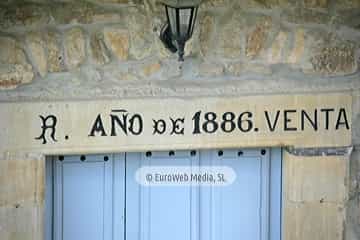 R. AÑO DE 1886. VENTA
© EuroWeb Media, SL